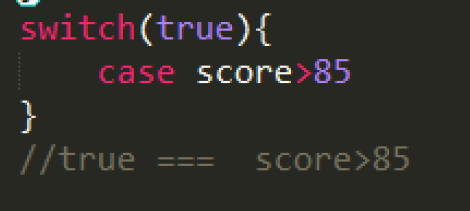 switch(true){
    case score>85
}
//true ===  score>85